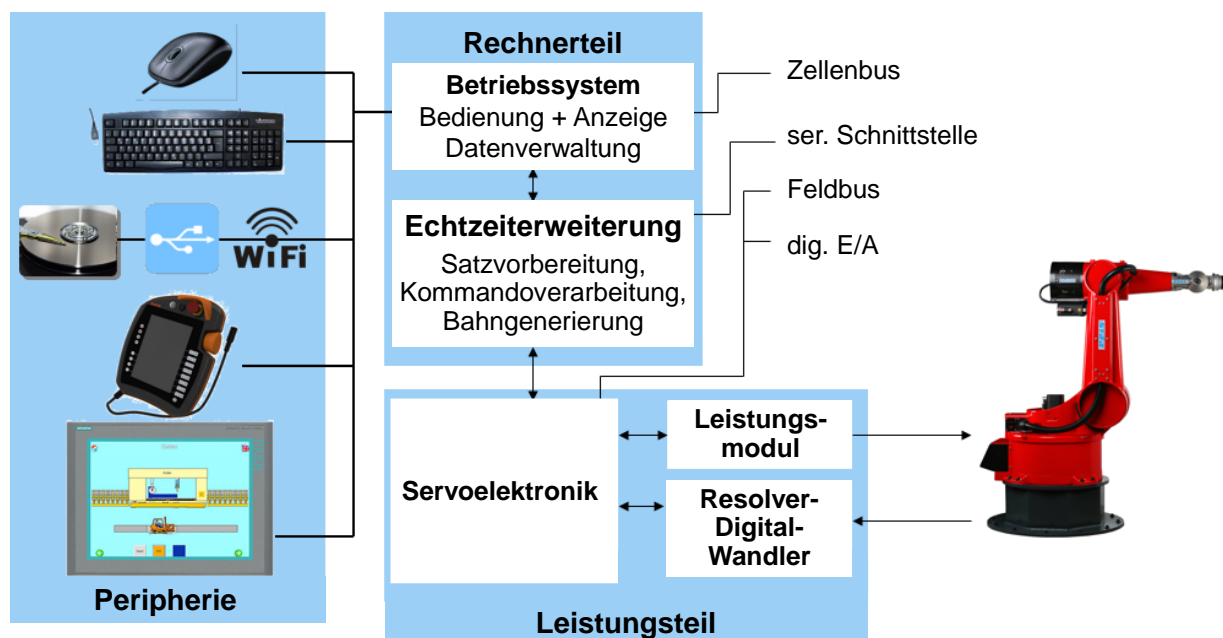 Rechnerteil
Betriebssystem
Bedienung + Anzeige
Datenverwaltung
Echtzeiterweiterung
Satzvorbereitung,
Kommandoverarbeitung,
Bahngenerierung
Zellenbus
ser. Schnittstelle
Feldbus
dig. E/A
WiFi
Peripherie
Servoelektronik
Leistungs-
modul
Resolver-
Digital-
Wandler
Leistungsteil